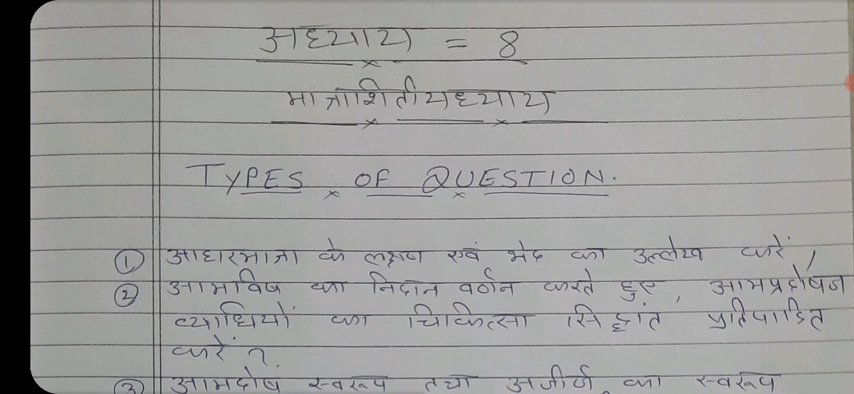 अध्याय = 8
मात्राशितीयध्याय
TYPES OF QUESTION.
① आहारमात्रा के लक्षण एवं भेद का उल्लेख करें /
② आमविष का निदान वर्णन करते हुए, आमप्रदोषज
व्याधियों का चिकित्सा सिद्धांत प्रतिपादित
करें ?
③ आमदोष स्वरूप तथा अजीर्ण का स्वरूप